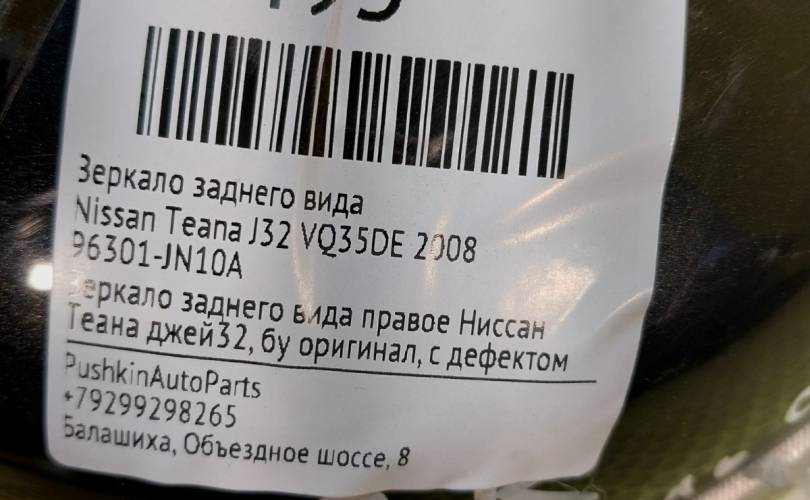 Зеркало заднего вида
Nissan Teana J32 VQ35DE 2008
96301-JN10A
Зеркало заднего вида правое Ниссан
Теана джей32, бу оригинал, с дефектом
PushkinAutoParts
+79299298265
Балашиха, Объездное шоссе, 8